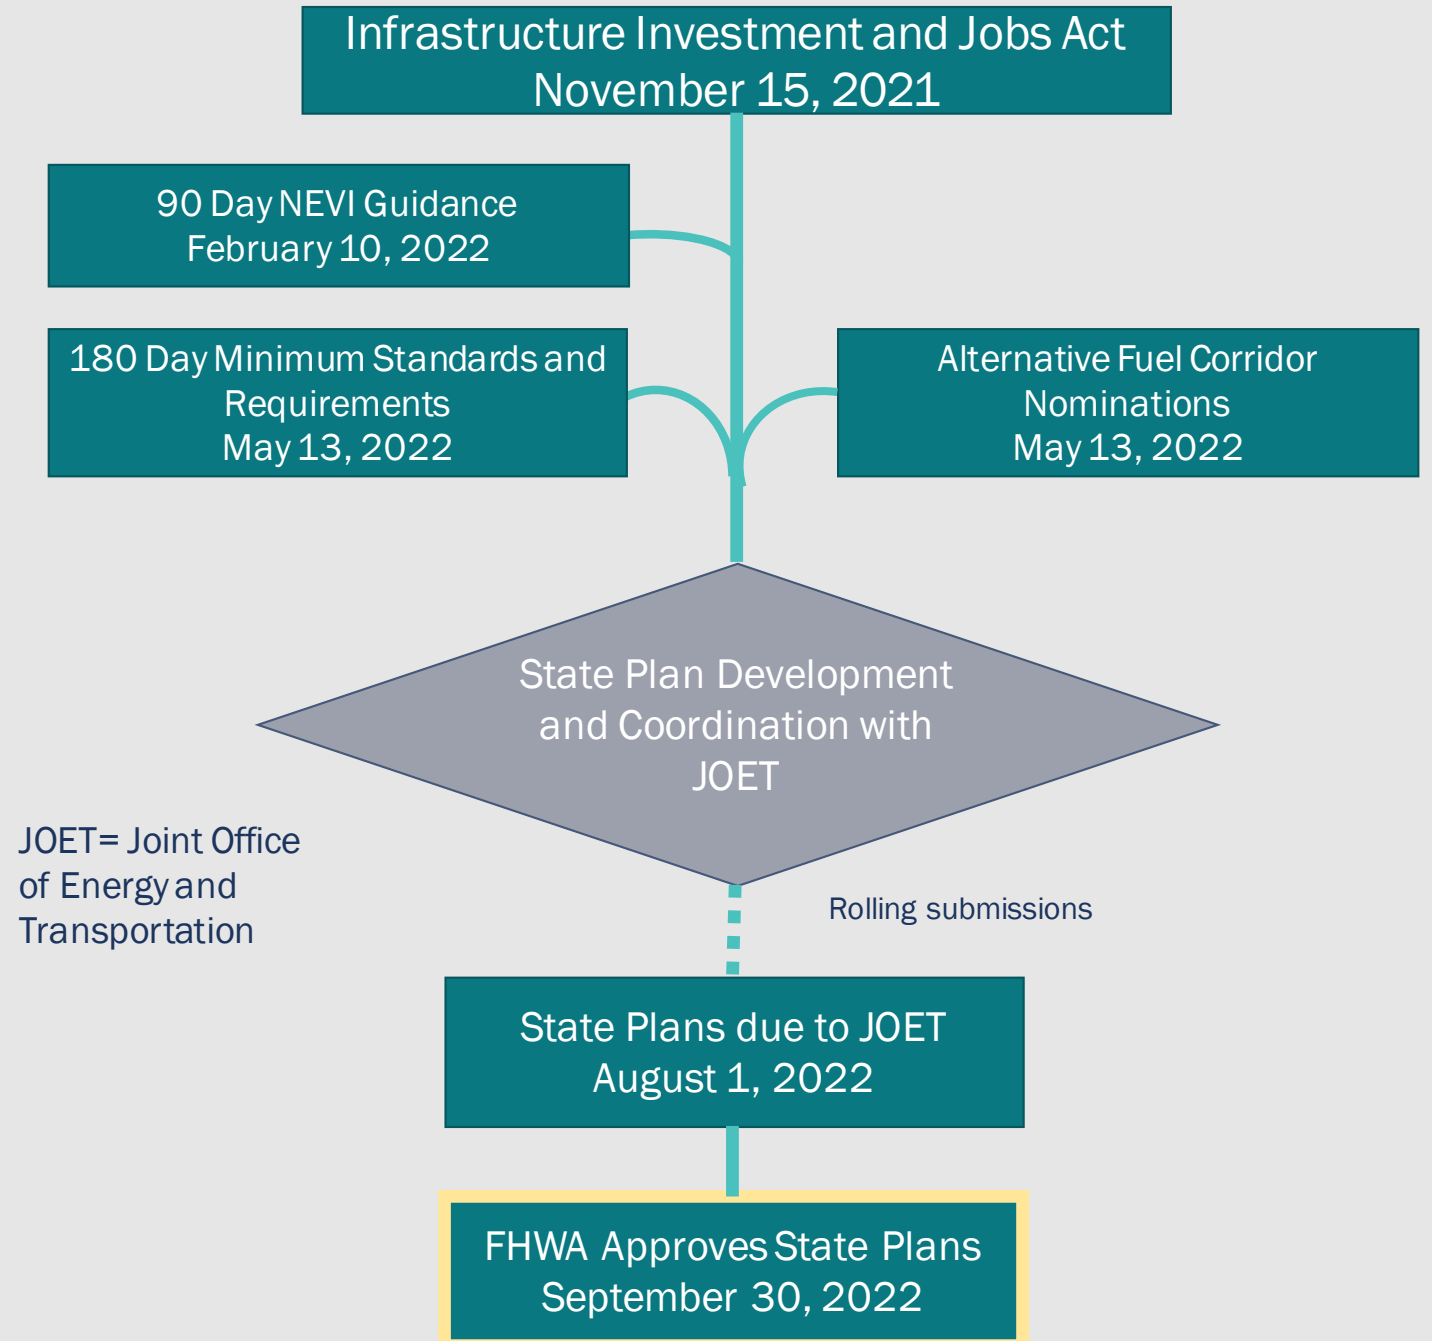 Infrastructure Investment and Jobs Act
November 15, 2021
90 Day NEVI Guidance
February 10, 2022
180 Day Minimum Standards and
Requirements
May 13, 2022
Alternative Fuel Corridor
Nominations
May 13, 2022
State Plan Development
and Coordination with
JOET
JOET= Joint Office
of Energy and
Transportation
Rolling submissions
State Plans due to JOET
August 1, 2022
FHWA Approves State Plans
September 30, 2022